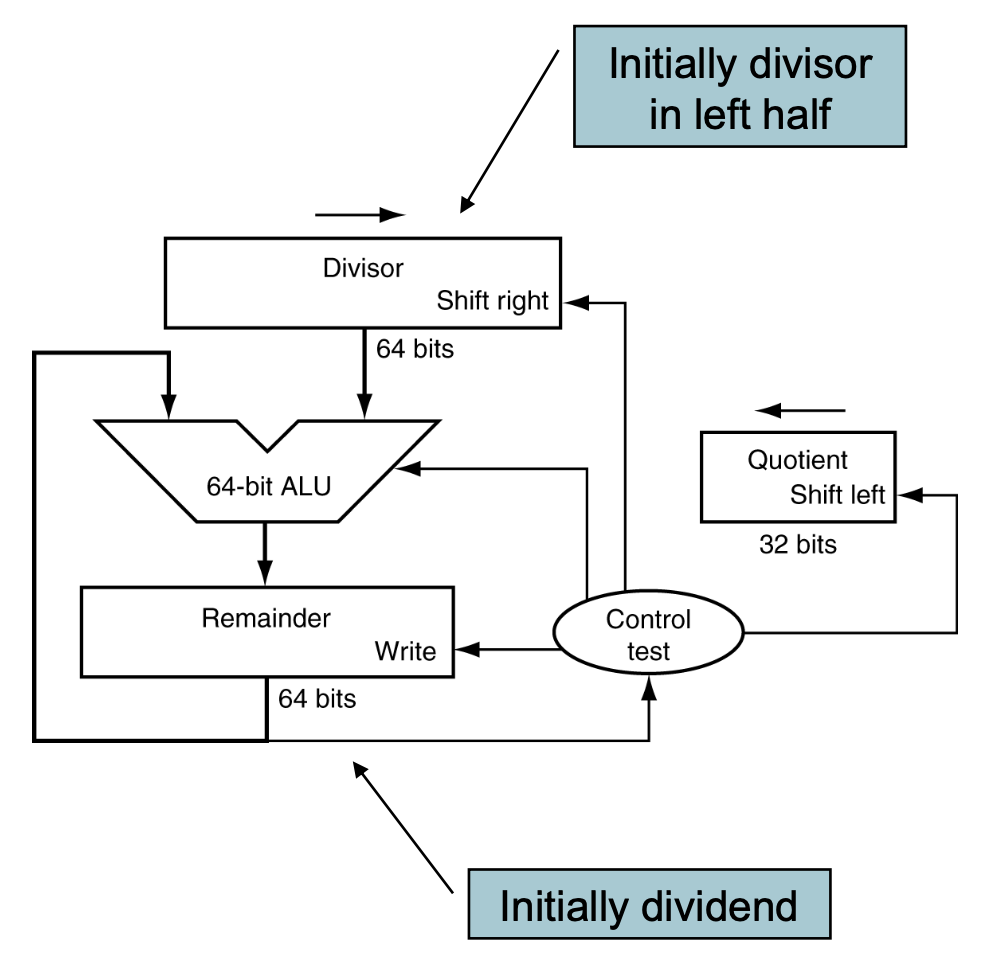 Initially divisor
in left half
Divisor
Shift right
64 bits
64-bit ALU
Quotient
Shift left
32 bits
Remainder
Write
Control
test
64 bits
Initially dividend